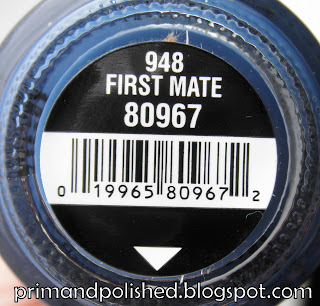 948
FIRST MATE
80967
0 19965 80967 2
primandpolished.blogspot.com